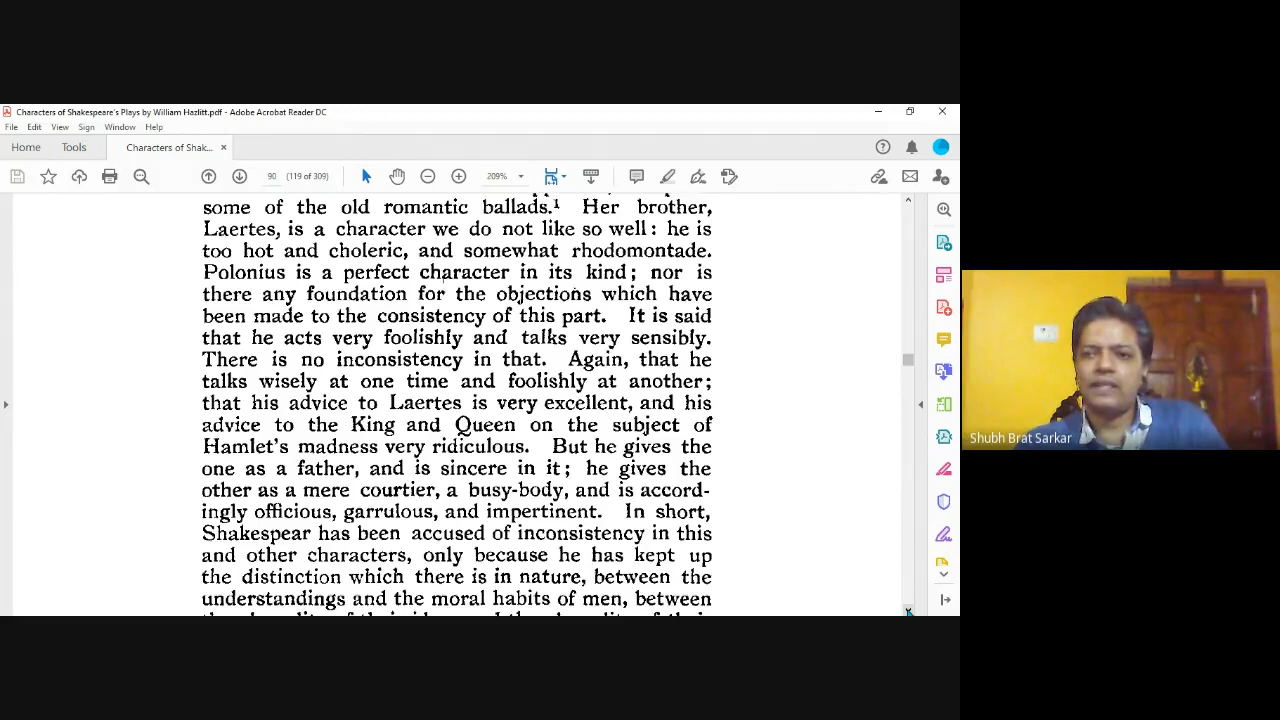 Characters of Shakespeare's Plays by William Hazlitt.pdf - Adobe Acrobat Reader DC
File Edit View Sign Window Help
Home Tools Characters of Shak... ×
90 (119 of 309) 209%
some of the old romantic ballads.¹ Her brother,
Laertes, is a character we do not like so well : he is
too hot and choleric, and somewhat rhodomontade.
Polonius is a perfect character in its kind ; nor is
there any foundation for the objections which have
been made to the consistency of this part. It is said
that he acts very foolishly and talks very sensibly.
There is no inconsistency in that. Again, that he
talks wisely at one time and foolishly at another ;
that his advice to Laertes is very excellent, and his
advice to the King and Queen on the subject of
Hamlet's madness very ridiculous. But he gives the
one as a father, and is sincere in it ; he gives the
other as a mere courtier, a busy-body, and is accord-
ingly officious, garrulous, and impertinent. In short,
Shakespear has been accused of inconsistency in this
and other characters, only because he has kept up
the distinction which there is in nature, between the
understandings and the moral habits of men, between
Shubh Brat Sarkar